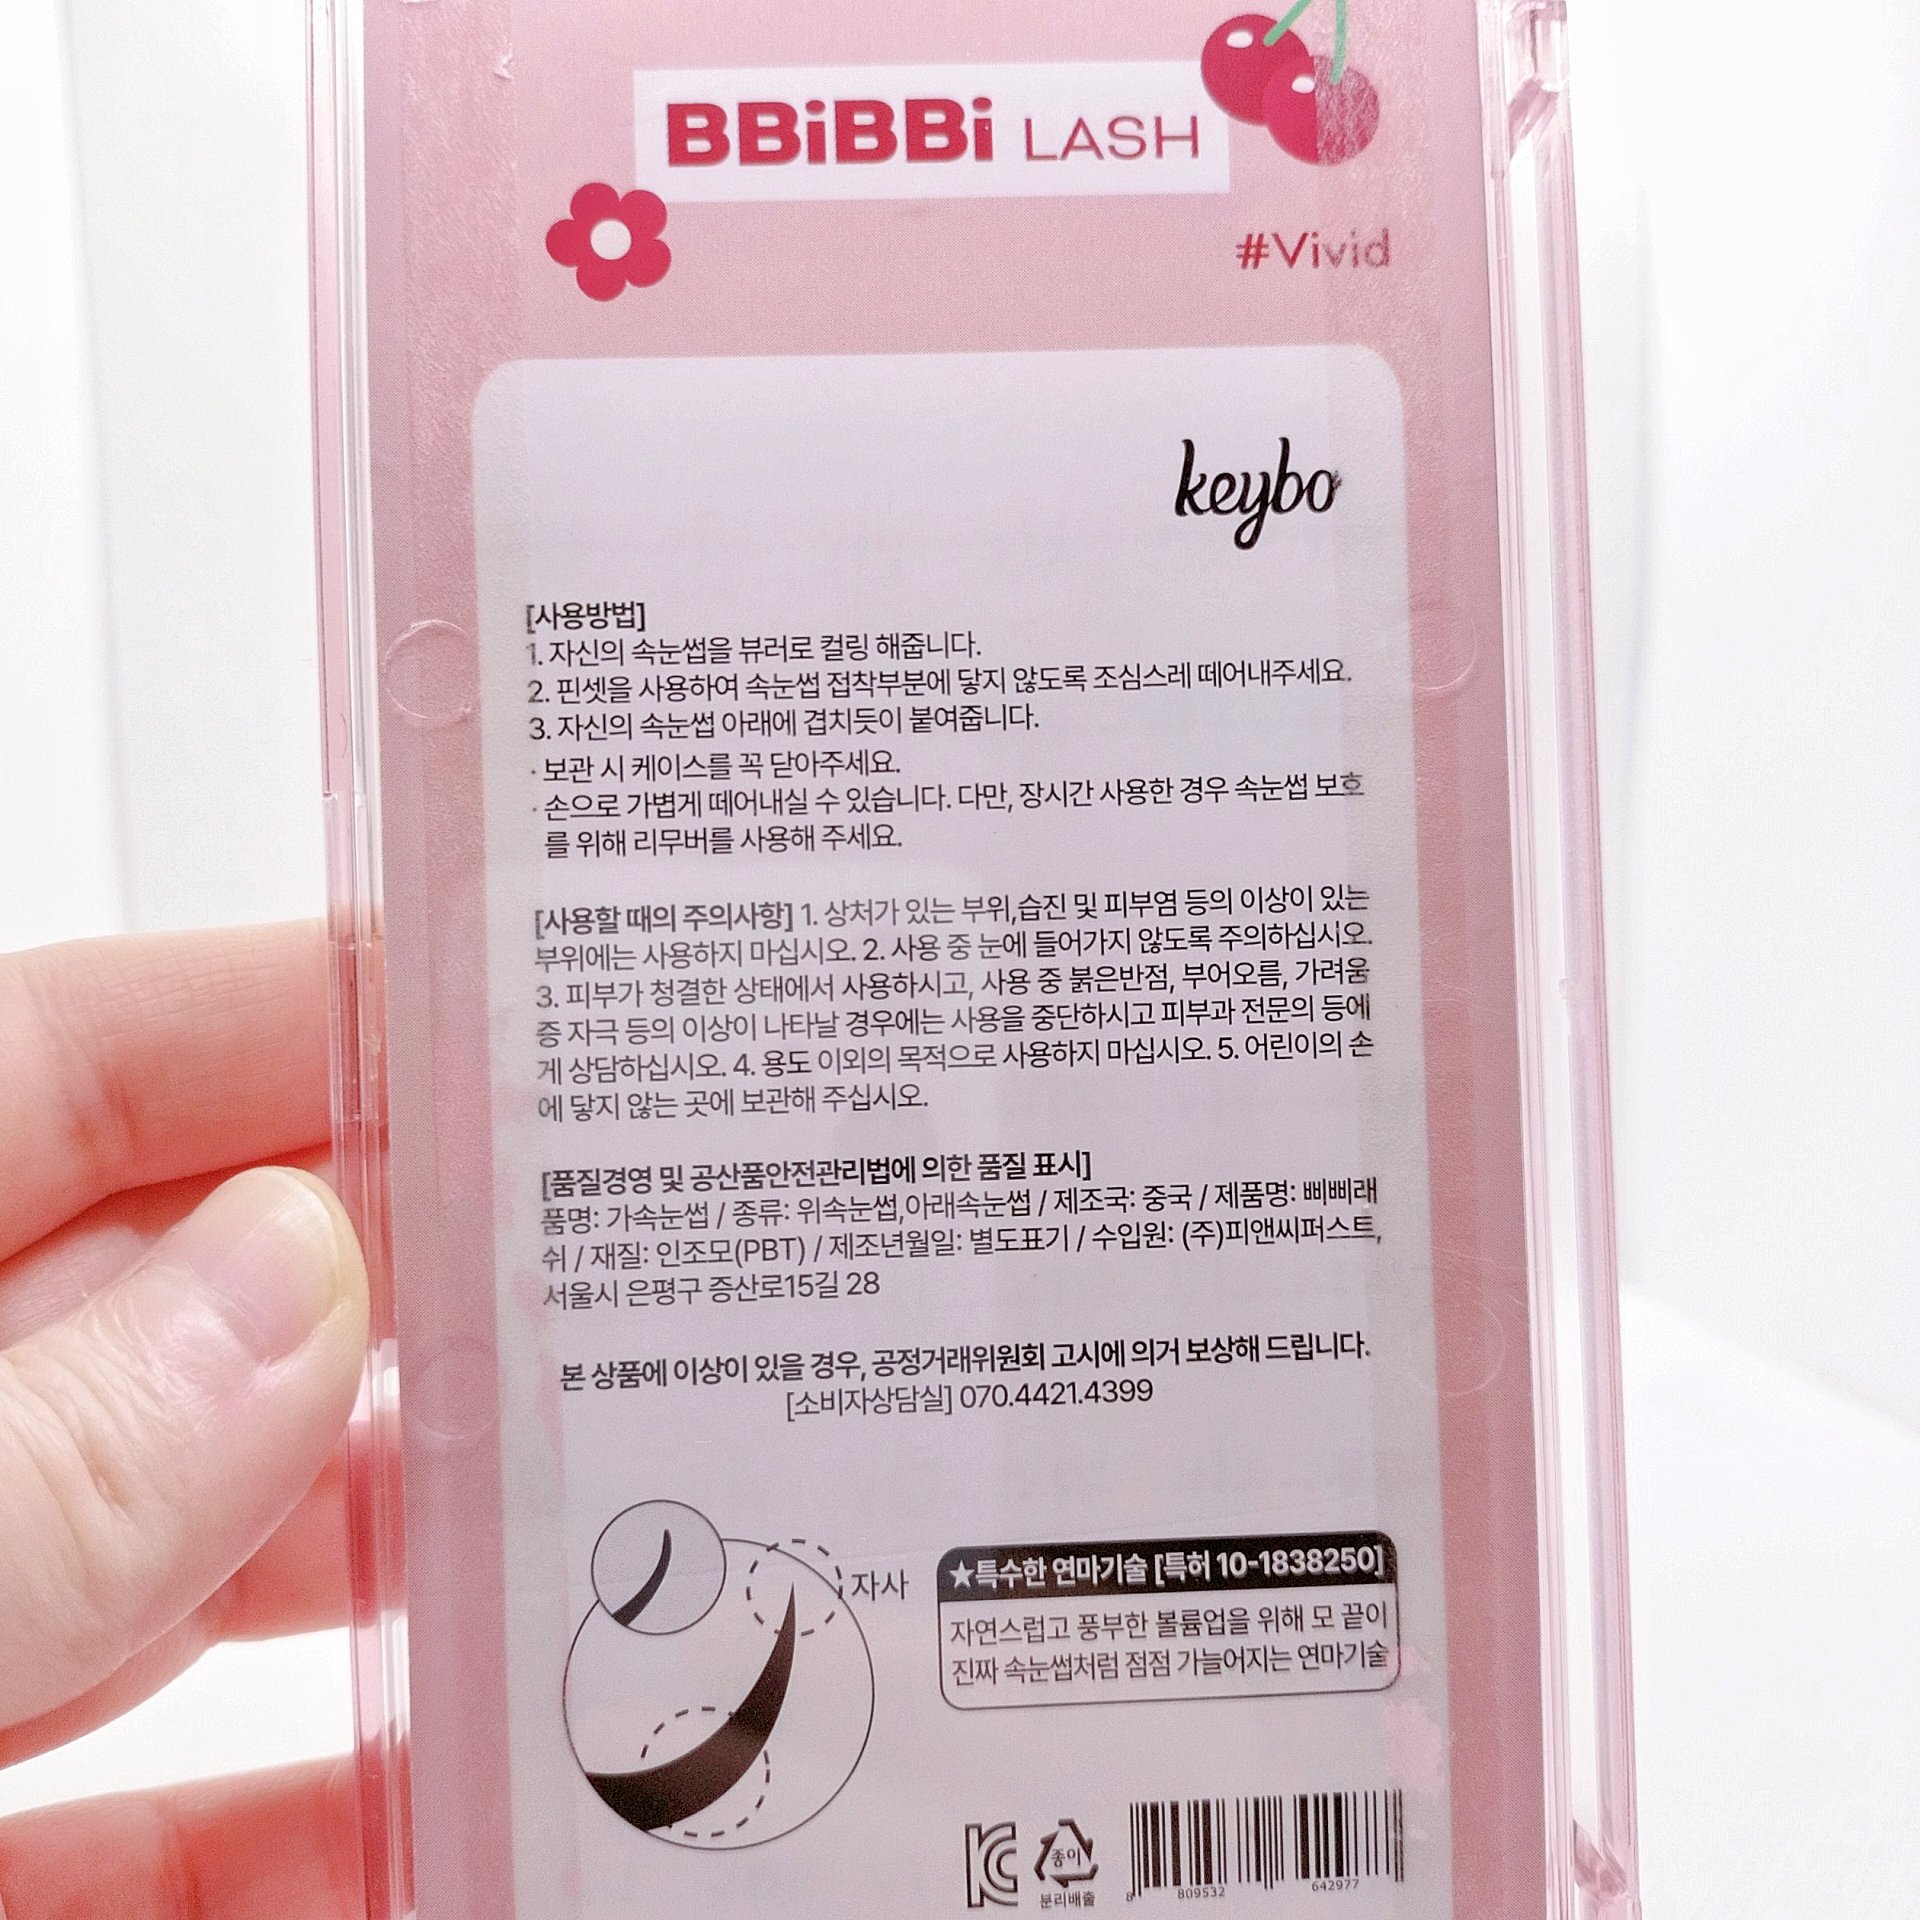 BBiBBi LASH
#Vivid
keybo
[사용방법]
1. 자신의 속눈썹을 뷰러로 컬링 해줍니다.
2. 핀셋을 사용하여 속눈썹 접착부분에 닿지 않도록 조심스레 떼어내주세요.
3. 자신의 속눈썹 아래에 겹치듯이 붙여줍니다.
· 보관 시 케이스를 꼭 닫아주세요.
· 손으로 가볍게 떼어내실 수 있습니다. 다만, 장시간 사용한 경우 속눈썹 보호
를 위해 리무버를 사용해 주세요.
[사용할 때의 주의사항] 1. 상처가 있는 부위,습진 및 피부염 등의 이상이 있는
부위에는 사용하지 마십시오. 2. 사용 중 눈에 들어가지 않도록 주의하십시오.
3. 피부가 청결한 상태에서 사용하시고, 사용 중 붉은반점, 부어오름, 가려움
증 자극 등의 이상이 나타날 경우에는 사용을 중단하시고 피부과 전문의 등에
게 상담하십시오. 4. 용도 이외의 목적으로 사용하지 마십시오. 5. 어린이의 손
에 닿지 않는 곳에 보관해 주십시오.
[품질경영 및 공산품안전관리법에 의한 품질 표시]
품명: 가속눈썹 / 종류: 위속눈썹,아래속눈썹 / 제조국: 중국 / 제품명: 삐삐래
쉬 / 재질: 인조모(PBT) / 제조년월일: 별도표기 / 수입원: (주)피앤씨퍼스트,
서울시 은평구 증산로15길 28
본 상품에 이상이 있을 경우, 공정거래위원회 고시에 의거 보상해 드립니다.
[소비자상담실] 070.4421.4399
자사
★특수한 연마기술 [특허 10-1838250]
자연스럽고 풍부한 볼륨업을 위해 모 끝이
진짜 속눈썹처럼 점점 가늘어지는 연마기술
KC
종이
분리배출
8 809532 642977